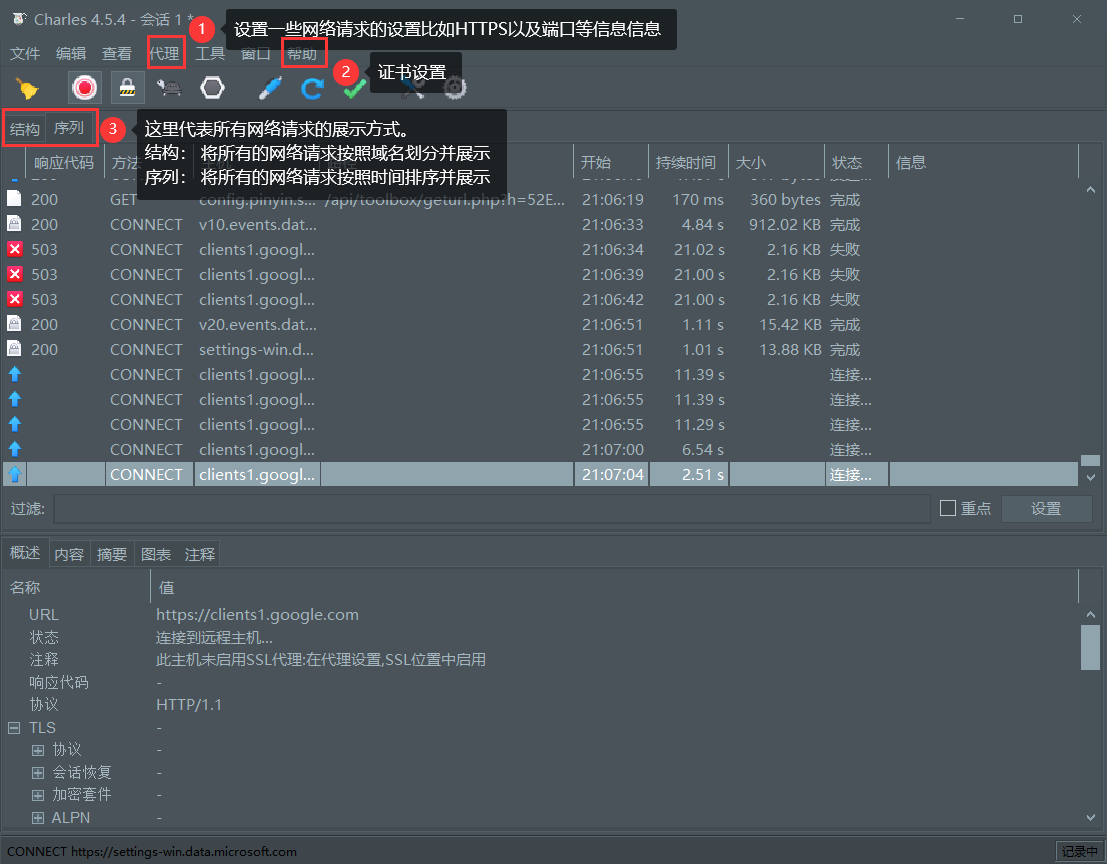 Charles 4.5.4 - 会话 1 *
1
设置一些网络请求的设置比如HTTPS以及端口等信息信息
文件 编辑 查看 代理 工具 窗口 帮助
2
证书设置
结构 序列
3
这里代表所有网络请求的展示方式。
结构： 将所有的网络请求按照域名划分并展示
序列： 将所有的网络请求按照时间排序并展示
响应代码 方法 开始 持续时间 大小 状态 信息
200 GET config.pinyin.s... /api/toolbox/geturl.php?h=52E... 21:06:19 170 ms 360 bytes 完成
200 CONNECT v10.events.dat... 21:06:33 4.84 s 912.02 KB 完成
503 CONNECT clients1.googl... 21:06:34 21.02 s 2.16 KB 失败
503 CONNECT clients1.googl... 21:06:39 21.00 s 2.16 KB 失败
503 CONNECT clients1.googl... 21:06:42 21.00 s 2.16 KB 失败
200 CONNECT v20.events.dat... 21:06:51 1.11 s 15.42 KB 完成
200 CONNECT settings-win.d... 21:06:51 1.01 s 13.88 KB 完成
CONNECT clients1.googl... 21:06:55 11.39 s 连接...
CONNECT clients1.googl... 21:06:55 11.39 s 连接...
CONNECT clients1.googl... 21:06:55 11.29 s 连接...
CONNECT clients1.googl... 21:07:00 6.54 s 连接...
CONNECT clients1.googl... 21:07:04 2.51 s 连接...
过滤: 重点 设置
概述 内容 摘要 图表 注释
名称 值
URL https://clients1.google.com
状态 连接到远程主机...
注释 此主机未启用SSL代理:在代理设置,SSL位置中启用
响应代码 -
协议 HTTP/1.1
TLS -
协议 -
会话恢复 -
加密套件 -
ALPN -
CONNECT https://settings-win.data.microsoft.com 记录中